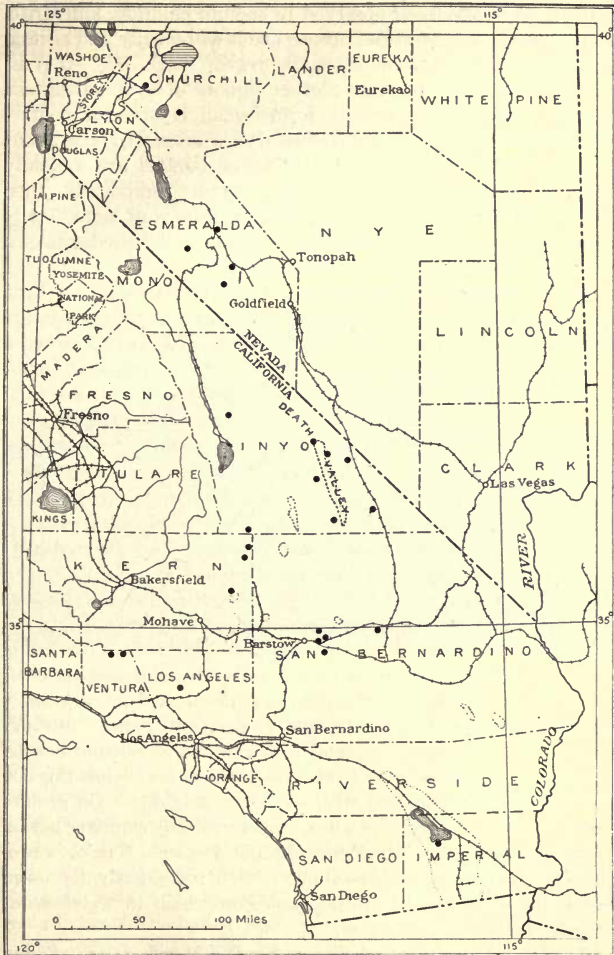 40°
125°
115°
40°
WASHOE
Reno
STOREY
CHURCHILL
LANDER
EUREKA
Eureka
WHITE PINE
LYON
Carson
DOUGLAS
ALPINE
ESMERALDA
NYE
TUOLUMNE
YOSEMITE
NATIONAL
PARK
MONO
Tonopah
Goldfield
LINCOLN
MADERA
NEVADA
CALIFORNIA
FRESNO
Fresno
DEATH
VALLEY
INYO
TULARE
CLARK
Las Vegas
KINGS
KERN
Bakersfield
RIVER
35°
Mohave
35°
Barstow
SAN BERNARDINO
SANTA
BARBARA
VENTURA
LOS ANGELES
San Bernardino
Los Angeles
ORANGE
COLORADO
RIVERSIDE
SAN DIEGO
IMPERIAL
San Diego
0 50 100 Miles
120°
115°